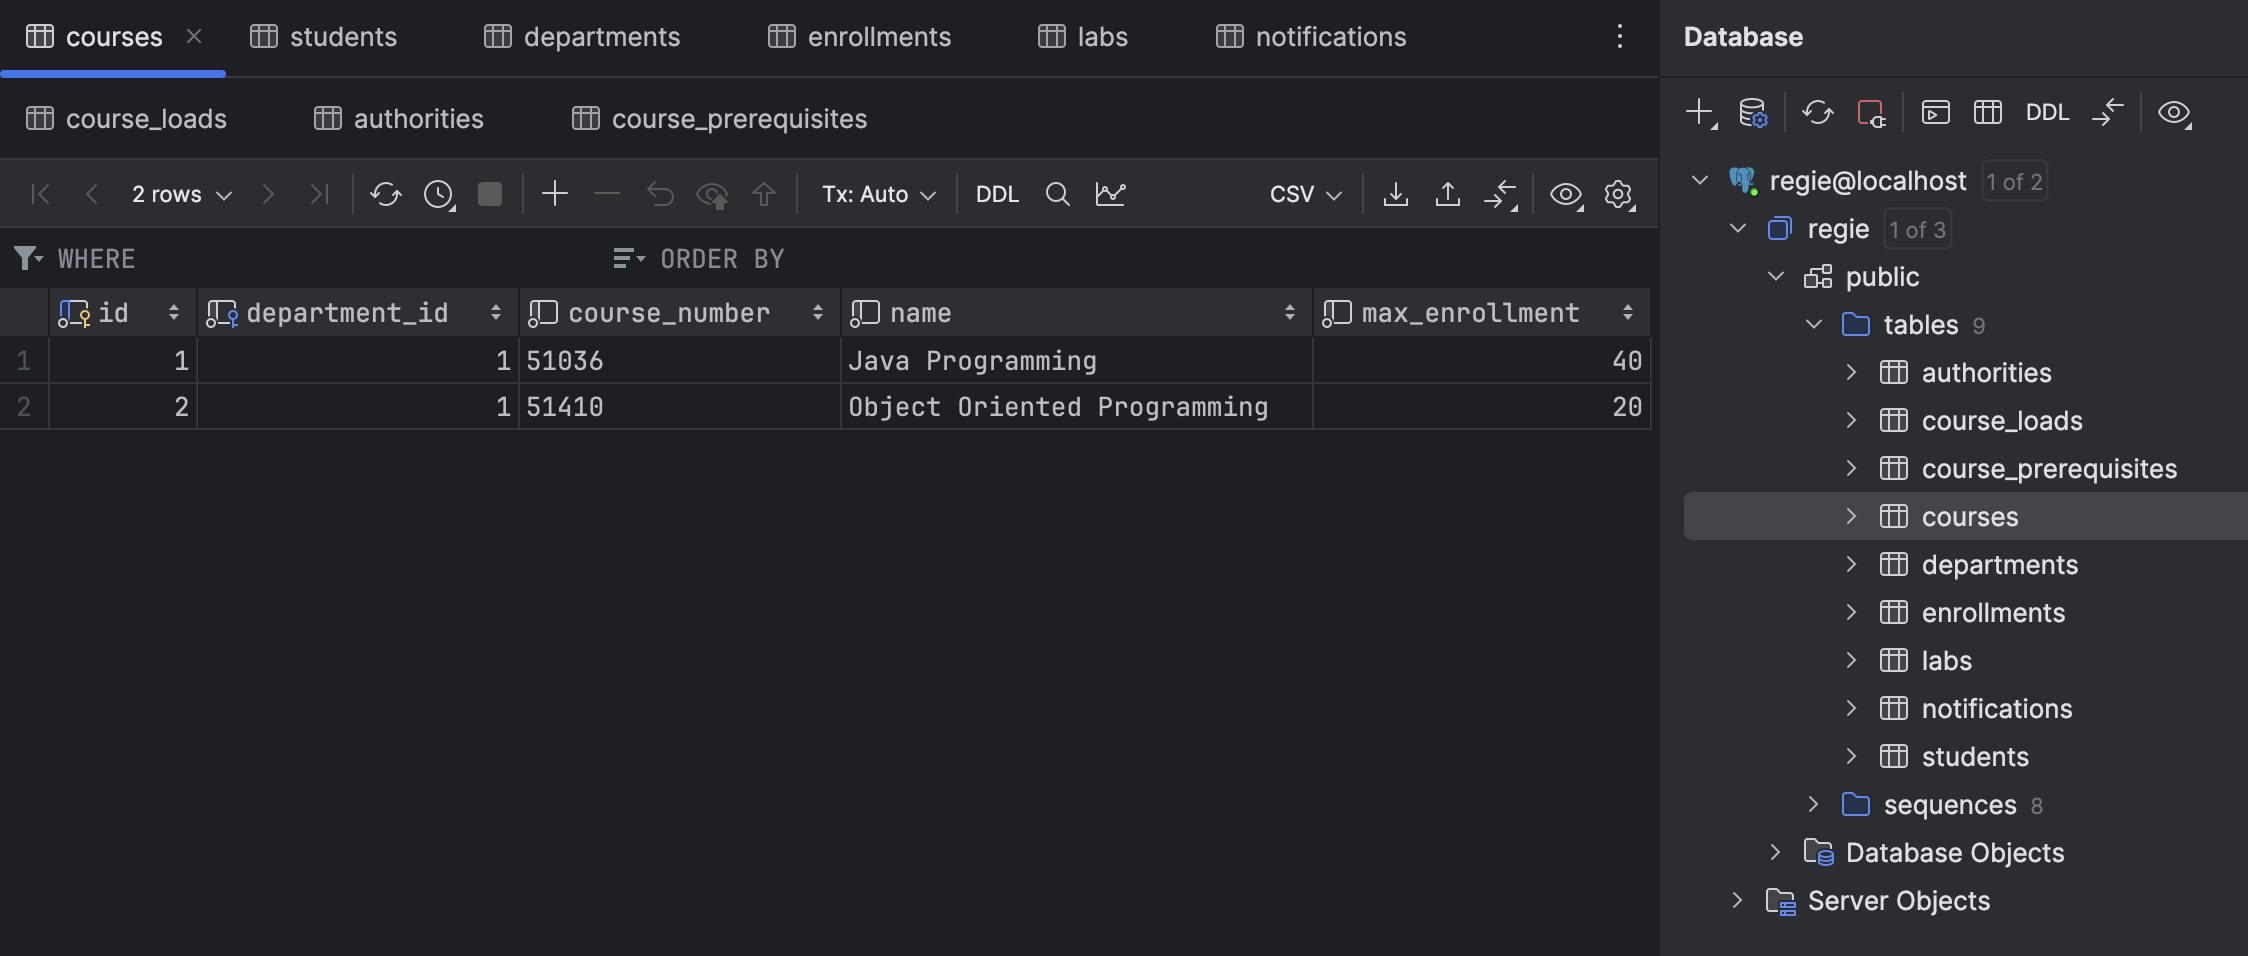 courses students departments enrollments labs notifications
course_loads authorities course_prerequisites
2 rows Tx: Auto DDL CSV
WHERE ORDER BY
id department_id course_number name max_enrollment
1 1 1 51036 Java Programming 40
2 2 1 51410 Object Oriented Programming 20
Database
DDL
regie@localhost 1 of 2
regie 1 of 3
public
tables 9
authorities
course_loads
course_prerequisites
courses
departments
enrollments
labs
notifications
students
sequences 8
Database Objects
Server Objects